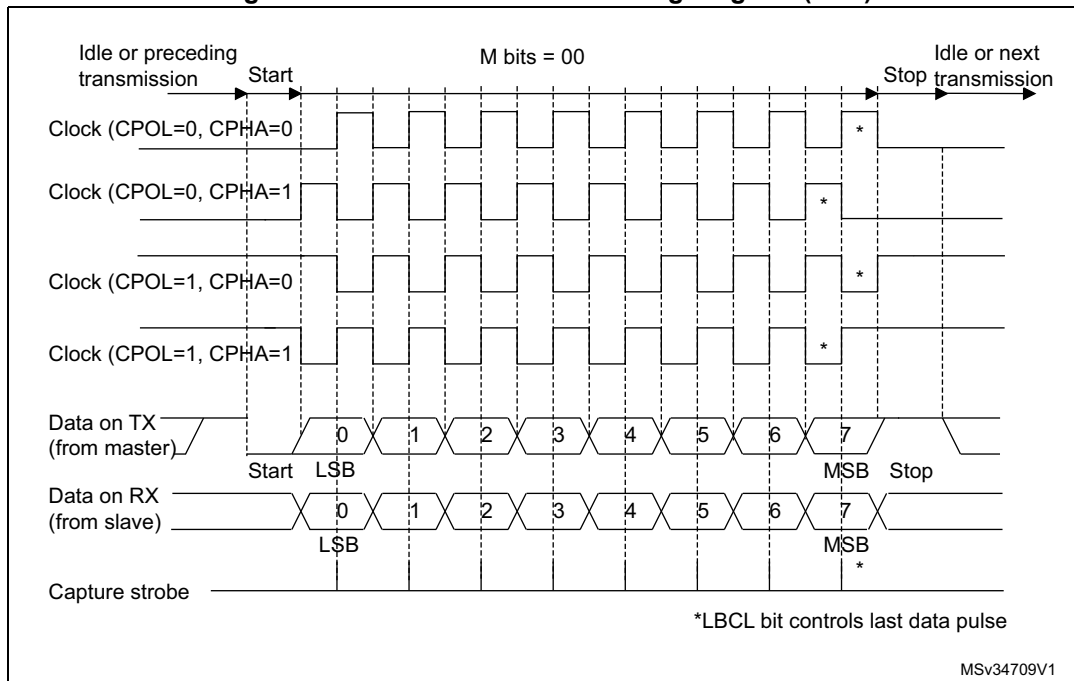 Idle or preceding
transmission
Start
M bits = 00
Stop
Idle or next
transmission
Clock (CPOL=0, CPHA=0
*
Clock (CPOL=0, CPHA=1
*
Clock (CPOL=1, CPHA=0
*
Clock (CPOL=1, CPHA=1
*
Data on TX
(from master)
0 1 2 3 4 5 6 7
Start LSB MSB Stop
Data on RX
(from slave)
0 1 2 3 4 5 6 7
LSB MSB
*
Capture strobe
*LBCL bit controls last data pulse
MSv34709V1